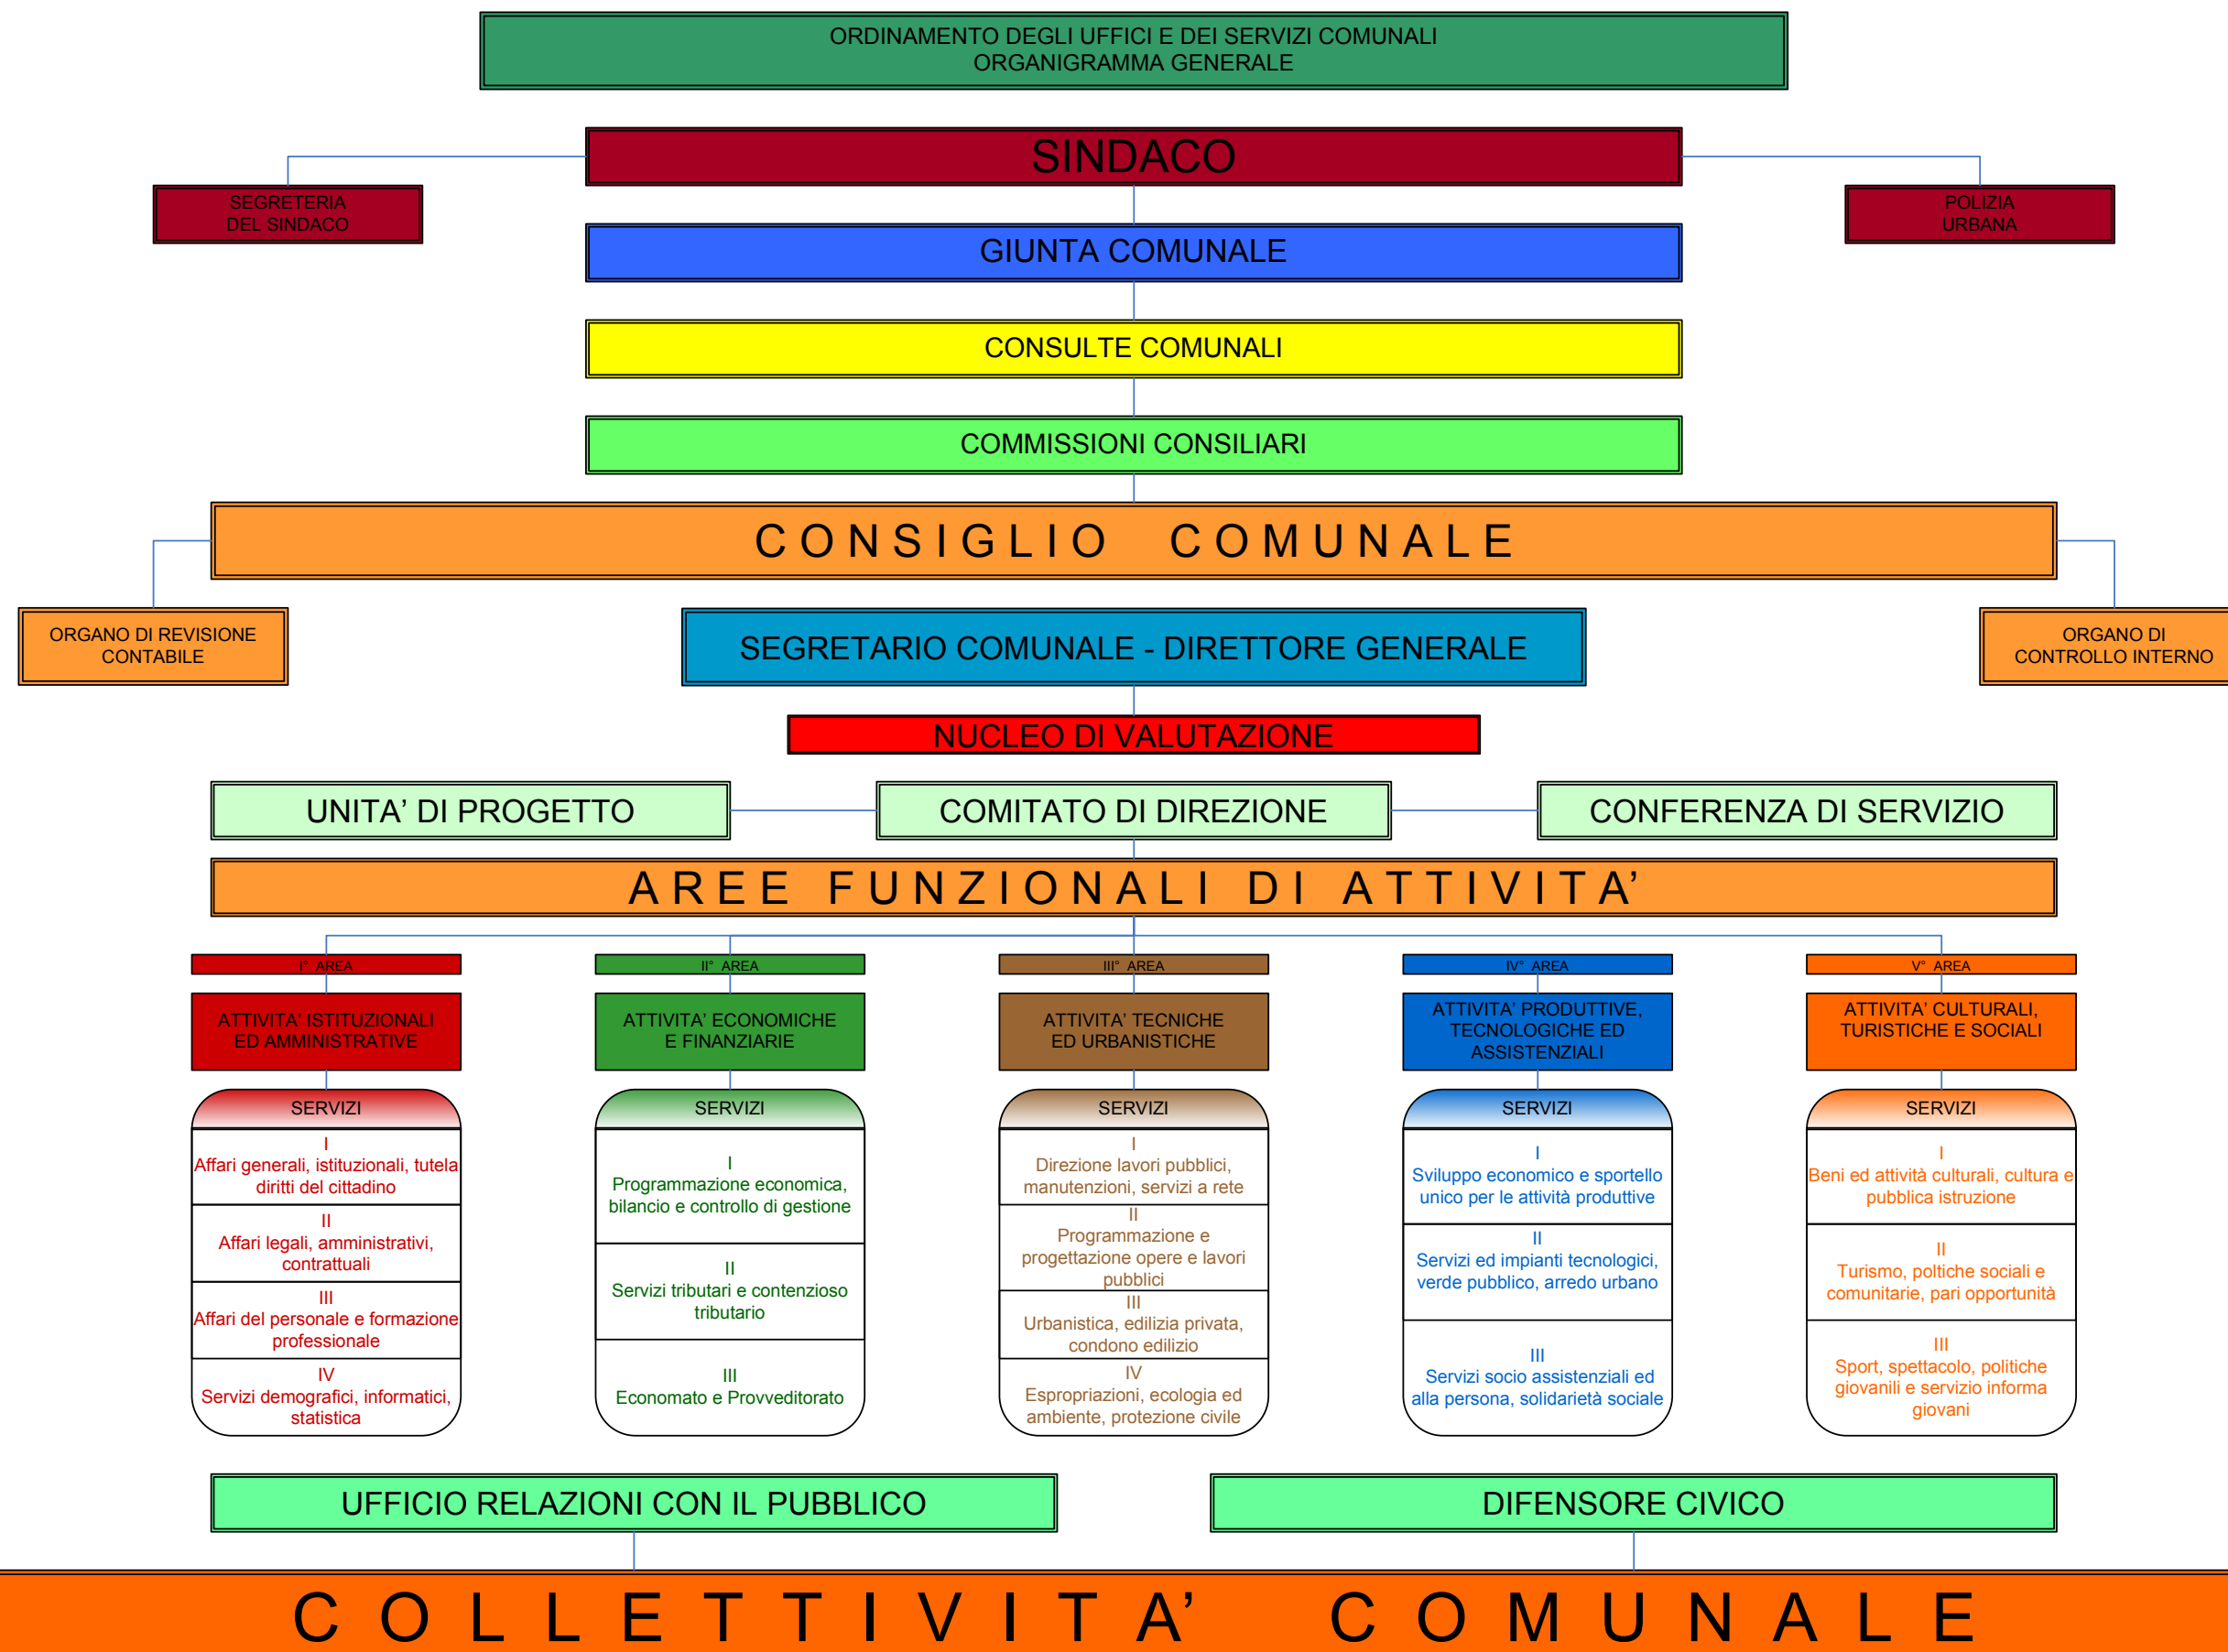 ORDINAMENTO DEGLI UFFICI E DEI SERVIZI COMUNALI
ORGANIGRAMMA GENERALE
SINDACO
SEGRETERIA
DEL SINDACO
POLIZIA
URBANA
GIUNTA COMUNALE
CONSULTE COMUNALI
COMMISSIONI CONSILIARI
CONSIGLIO COMUNALE
ORGANO DI REVISIONE
CONTABILE
SEGRETARIO COMUNALE - DIRETTORE GENERALE
ORGANO DI
CONTROLLO INTERNO
NUCLEO DI VALUTAZIONE
UNITA’ DI PROGETTO
COMITATO DI DIREZIONE
CONFERENZA DI SERVIZIO
AREE FUNZIONALI DI ATTIVITA’
I° AREA
ATTIVITA’ ISTITUZIONALI
ED AMMINISTRATIVE
SERVIZI
I
Affari generali, istituzionali, tutela
diritti del cittadino
II
Affari legali, amministrativi,
contrattuali
III
Affari del personale e formazione
professionale
IV
Servizi demografici, informatici,
statistica
II° AREA
ATTIVITA’ ECONOMICHE
E FINANZIARIE
SERVIZI
I
Programmazione economica,
bilancio e controllo di gestione
II
Servizi tributari e contenzioso
tributario
III
Economato e Provveditorato
III° AREA
ATTIVITA’ TECNICHE
ED URBANISTICHE
SERVIZI
I
Direzione lavori pubblici,
manutenzioni, servizi a rete
II
Programmazione e
progettazione opere e lavori
pubblici
III
Urbanistica, edilizia privata,
condono edilizio
IV
Espropriazioni, ecologia ed
ambiente, protezione civile
IV° AREA
ATTIVITA’ PRODUTTIVE,
TECNOLOGICHE ED
ASSISTENZIALI
SERVIZI
I
Sviluppo economico e sportello
unico per le attività produttive
II
Servizi ed impianti tecnologici,
verde pubblico, arredo urbano
III
Servizi socio assistenziali ed
alla persona, solidarietà sociale
V° AREA
ATTIVITA’ CULTURALI,
TURISTICHE E SOCIALI
SERVIZI
I
Beni ed attività culturali, cultura e
pubblica istruzione
II
Turismo, poltiche sociali e
comunitarie, pari opportunità
III
Sport, spettacolo, politiche
giovanili e servizio informa
giovani
UFFICIO RELAZIONI CON IL PUBBLICO
DIFENSORE CIVICO
COLLETTIVITA’ COMUNALE